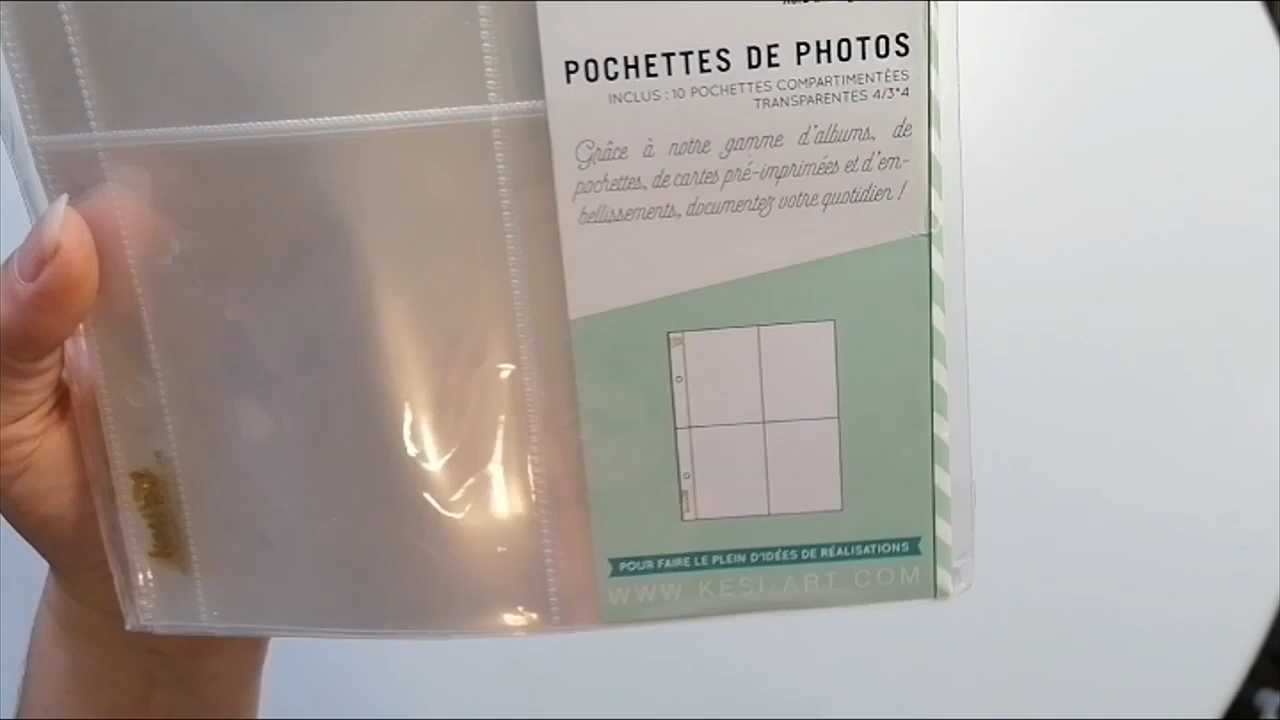 POCHETTES DE PHOTOS
INCLUS : 10 POCHETTES COMPARTIMENTÉES
TRANSPARENTES 4/3*4
Grâce à notre gamme d'albums, de
pochettes, de cartes pré-imprimées et d'em-
bellissements, documentez votre quotidien !
POUR FAIRE LE PLEIN D'IDÉES DE RÉALISATIONS
WWW.KESI-ART.COM